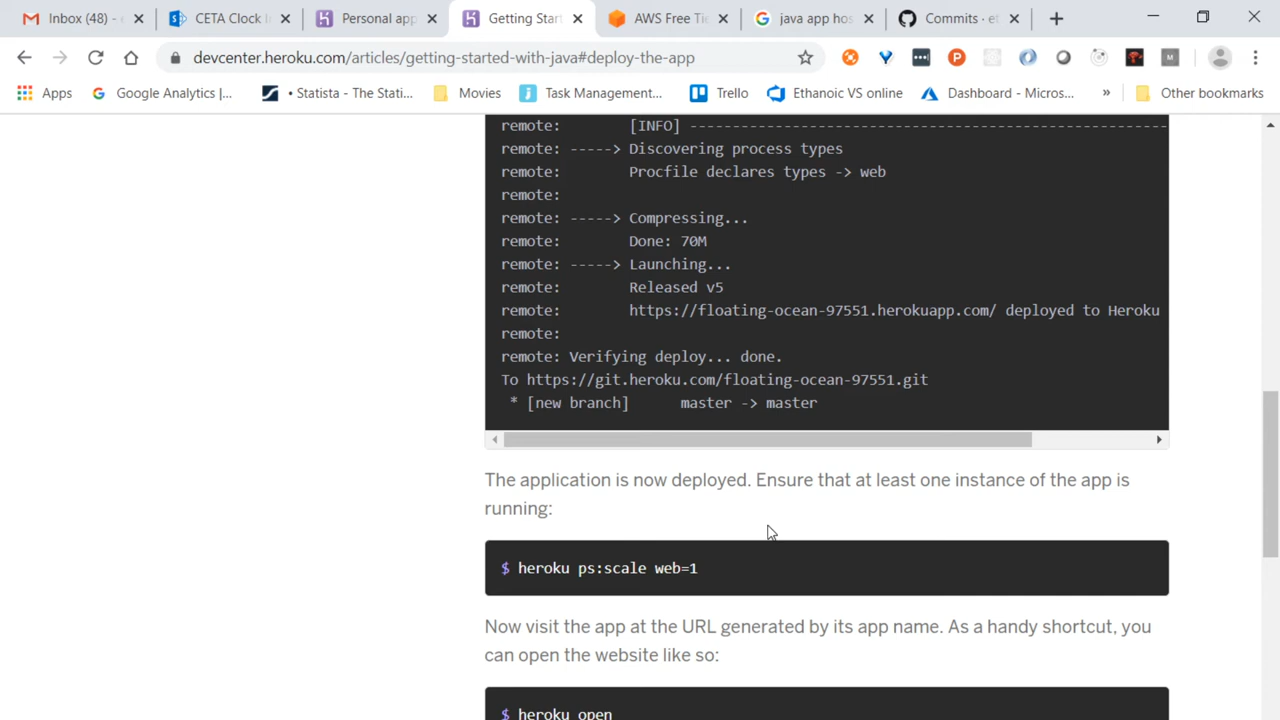 Inbox (48) - e
CETA Clock I
Personal app
Getting Star
AWS Free Tie
java app hos
Commits · et
devcenter.heroku.com/articles/getting-started-with-java#deploy-the-app
Apps
Google Analytics |...
• Statista - The Stati...
Movies
Task Management...
Trello
Ethanoic VS online
Dashboard - Micros...
»
Other bookmarks
remote: [INFO] ---------------------------------------------
remote: -----> Discovering process types
remote: Procfile declares types -> web
remote:
remote: -----> Compressing...
remote: Done: 70M
remote: -----> Launching...
remote: Released v5
remote: https://floating-ocean-97551.herokuapp.com/ deployed to Heroku
remote:
remote: Verifying deploy... done.
To https://git.heroku.com/floating-ocean-97551.git
* [new branch] master -> master
The application is now deployed. Ensure that at least one instance of the app is
running:
$ heroku ps:scale web=1
Now visit the app at the URL generated by its app name. As a handy shortcut, you
can open the website like so:
$ heroku open